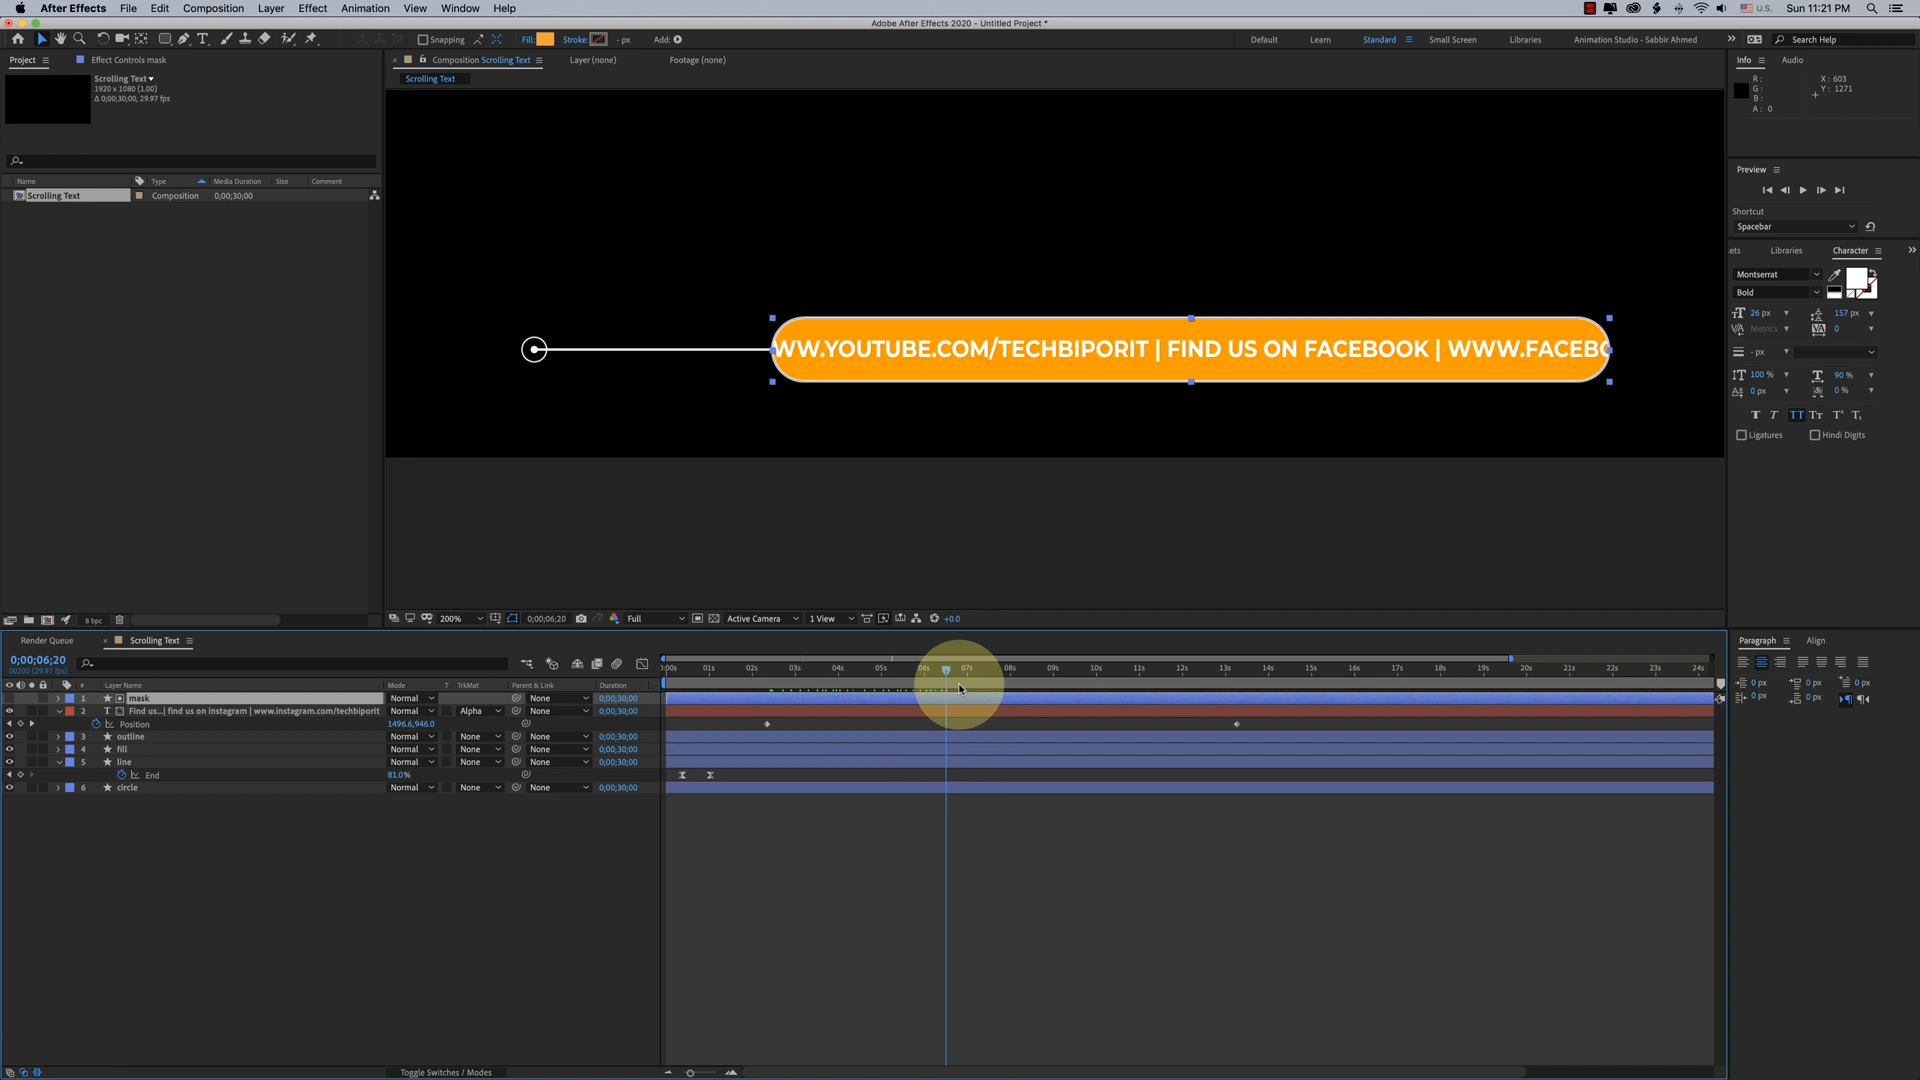 After Effects File Edit Composition Layer Effect Animation View Window Help U.S. Sun 11:21 PM
Adobe After Effects 2020 - Untitled Project *
Snapping Fill: Stroke: - px Add: Default Learn Standard Small Screen Libraries Animation Studio - Sabbir Ahmed Search Help
Project Effect Controls mask
Scrolling Text
1920 x 1080 (1.00)
Δ 0;00;30;00, 29.97 fps
Name Type Media Duration Size Comment
Scrolling Text Composition 0;00;30;00
8 bpc
Composition Scrolling Text Layer (none) Footage (none)
Scrolling Text
WW.YOUTUBE.COM/TECHBIPORIT | FIND US ON FACEBOOK | WWW.FACEBO
200% 0;00;06;20 Full Active Camera 1 View +0.0
Info Audio
R: X: 603
G: Y: 1271
B:
A: 0
Preview
Shortcut
Spacebar
ets Libraries Character
Montserrat
Bold
26 px 157 px
Metrics 0
- px
100 % 90 %
0 px 0 %
Ligatures Hindi Digits
Render Queue Scrolling Text
0;00;06;20
00200 (29.97 fps)
# Layer Name Mode T TrkMat Parent & Link Duration
1 mask Normal None 0;00;30;00
2 Find us...| find us on instagram | www.instagram.com/techbiporit Normal Alpha None 0;00;30;00
Position 1496.6,946.0
3 outline Normal None None 0;00;30;00
4 fill Normal None None 0;00;30;00
5 line Normal None None 0;00;30;00
End 81.0%
6 circle Normal None None 0;00;30;00
:00s 01s 02s 03s 04s 05s 06s 07s 08s 09s 10s 11s 12s 13s 14s 15s 16s 17s 18s 19s 20s 21s 22s 23s 24s
Toggle Switches / Modes
Paragraph Align
0 px 0 px 0 px
0 px 0 px